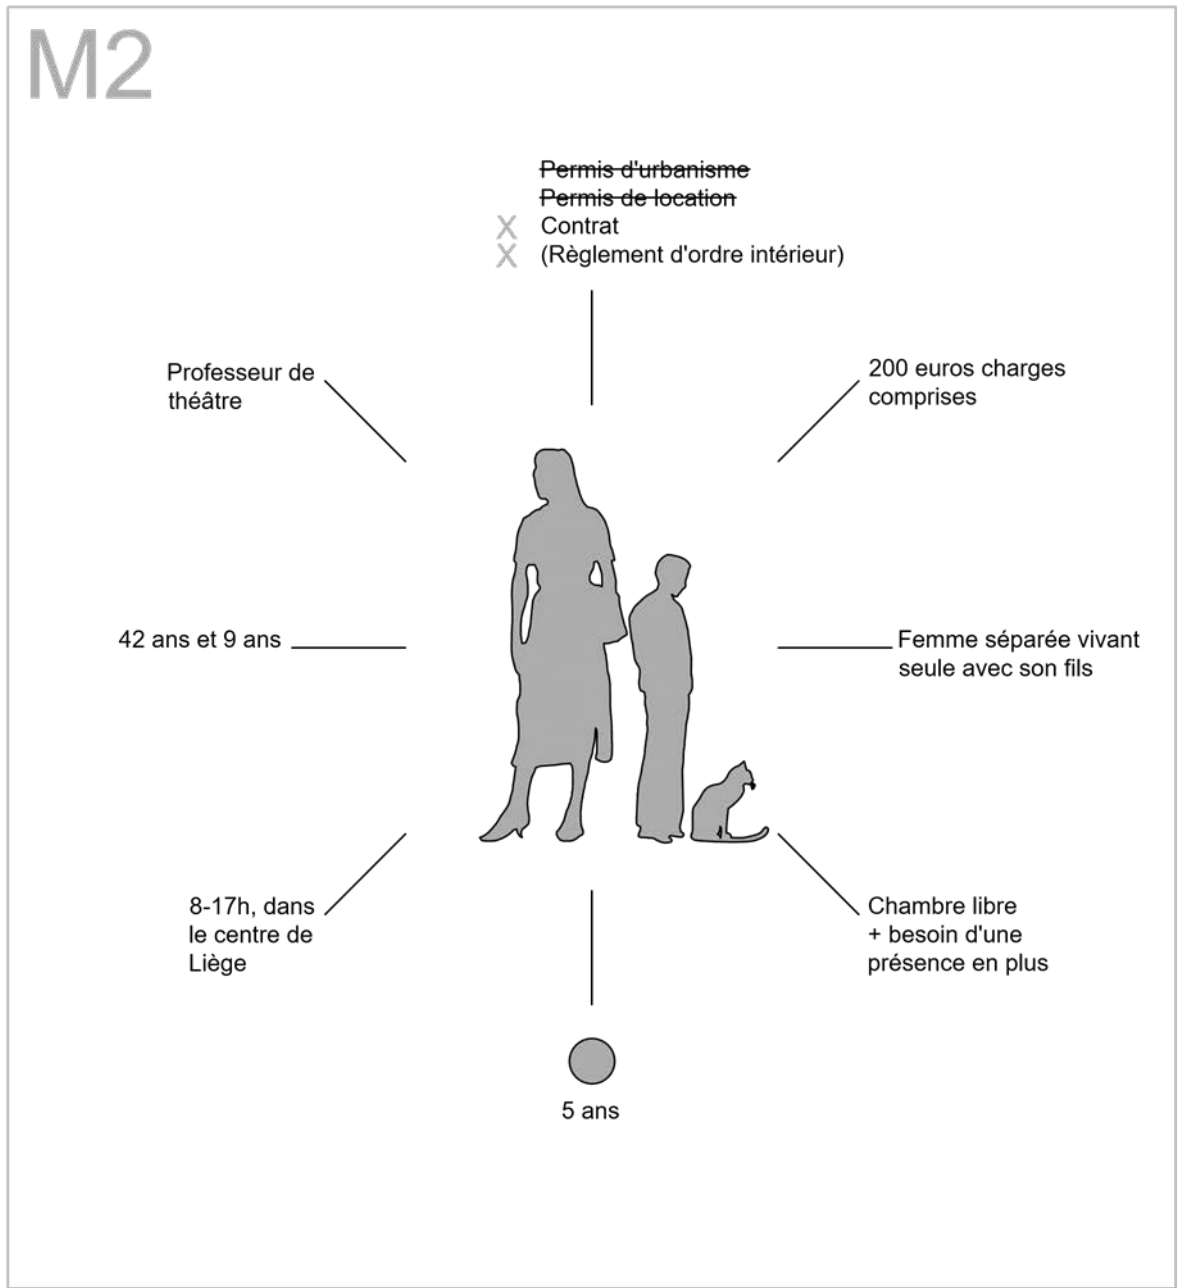 M2
Permis d'urbanisme
Permis de location
X Contrat
X (Règlement d'ordre intérieur)
Professeur de
théâtre
200 euros charges
comprises
42 ans et 9 ans
Femme séparée vivant
seule avec son fils
8-17h, dans
le centre de
Liège
Chambre libre
+ besoin d'une
présence en plus
5 ans